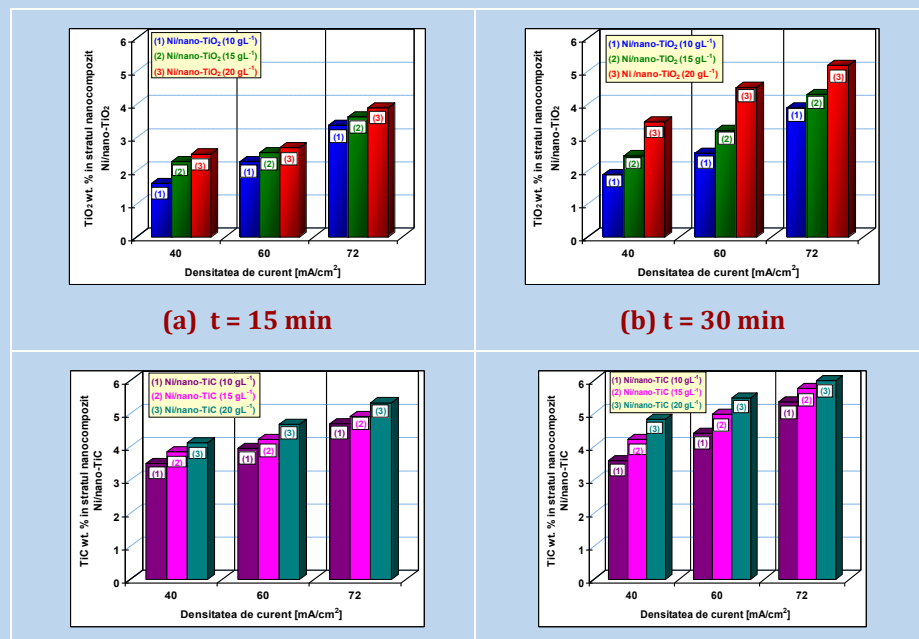 6
5
4
3
2
1
0
TiO₂ wt. % in stratul nanocompozit
Ni/nano-TiO₂
(1) Ni/nano-TiO₂ (10 gL⁻¹)
(2) Ni/nano-TiO₂ (15 gL⁻¹)
(3) Ni/nano-TiO₂ (20 gL⁻¹)
(1)
(2)
(3)
(1)
(2)
(3)
(1)
(2)
(3)
40
60
72
Densitatea de curent [mA/cm²]
(a) t = 15 min
6
5
4
3
2
1
0
TiO₂ wt. % in stratul nanocompozit
Ni/nano-TiO₂
(1) Ni/nano-TiO₂ (10 gL⁻¹)
(2) Ni/nano-TiO₂ (15 gL⁻¹)
(3) Ni /nano-TiO₂ (20 gL⁻¹)
(1)
(2)
(3)
(1)
(2)
(3)
(1)
(2)
(3)
40
60
72
Densitatea de curent [mA/cm²]
(b) t = 30 min
6
5
4
3
2
1
0
TiC wt. % in stratul nanocompozit
Ni/nano-TiC
(1) Ni/nano-TiC (10 gL⁻¹)
(2) Ni/nano-TiC (15 gL⁻¹)
(3) Ni/nano-TiC (20 gL⁻¹)
(1)
(2)
(3)
(1)
(2)
(3)
(1)
(2)
(3)
40
60
72
Densitatea de curent [mA/cm²]
6
5
4
3
2
1
0
TiC wt. % in stratul nanocompozit
Ni/nano-TiC
(1) Ni/nano-TiC (10 gL⁻¹)
(2) Ni/nano-TiC (15 gL⁻¹)
(3) Ni/nano-TiC (20 gL⁻¹)
(1)
(2)
(3)
(1)
(2)
(3)
(1)
(2)
(3)
40
60
72
Densitatea de curent [mA/cm²]